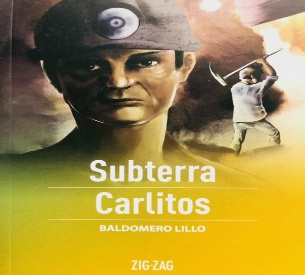 Subterra
Carlitos
BALDOMERO LILLO
ZIG-ZAG